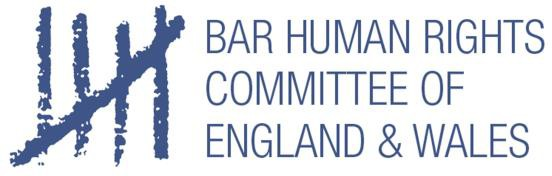 BAR HUMAN RIGHTS
COMMITTEE OF
ENGLAND & WALES